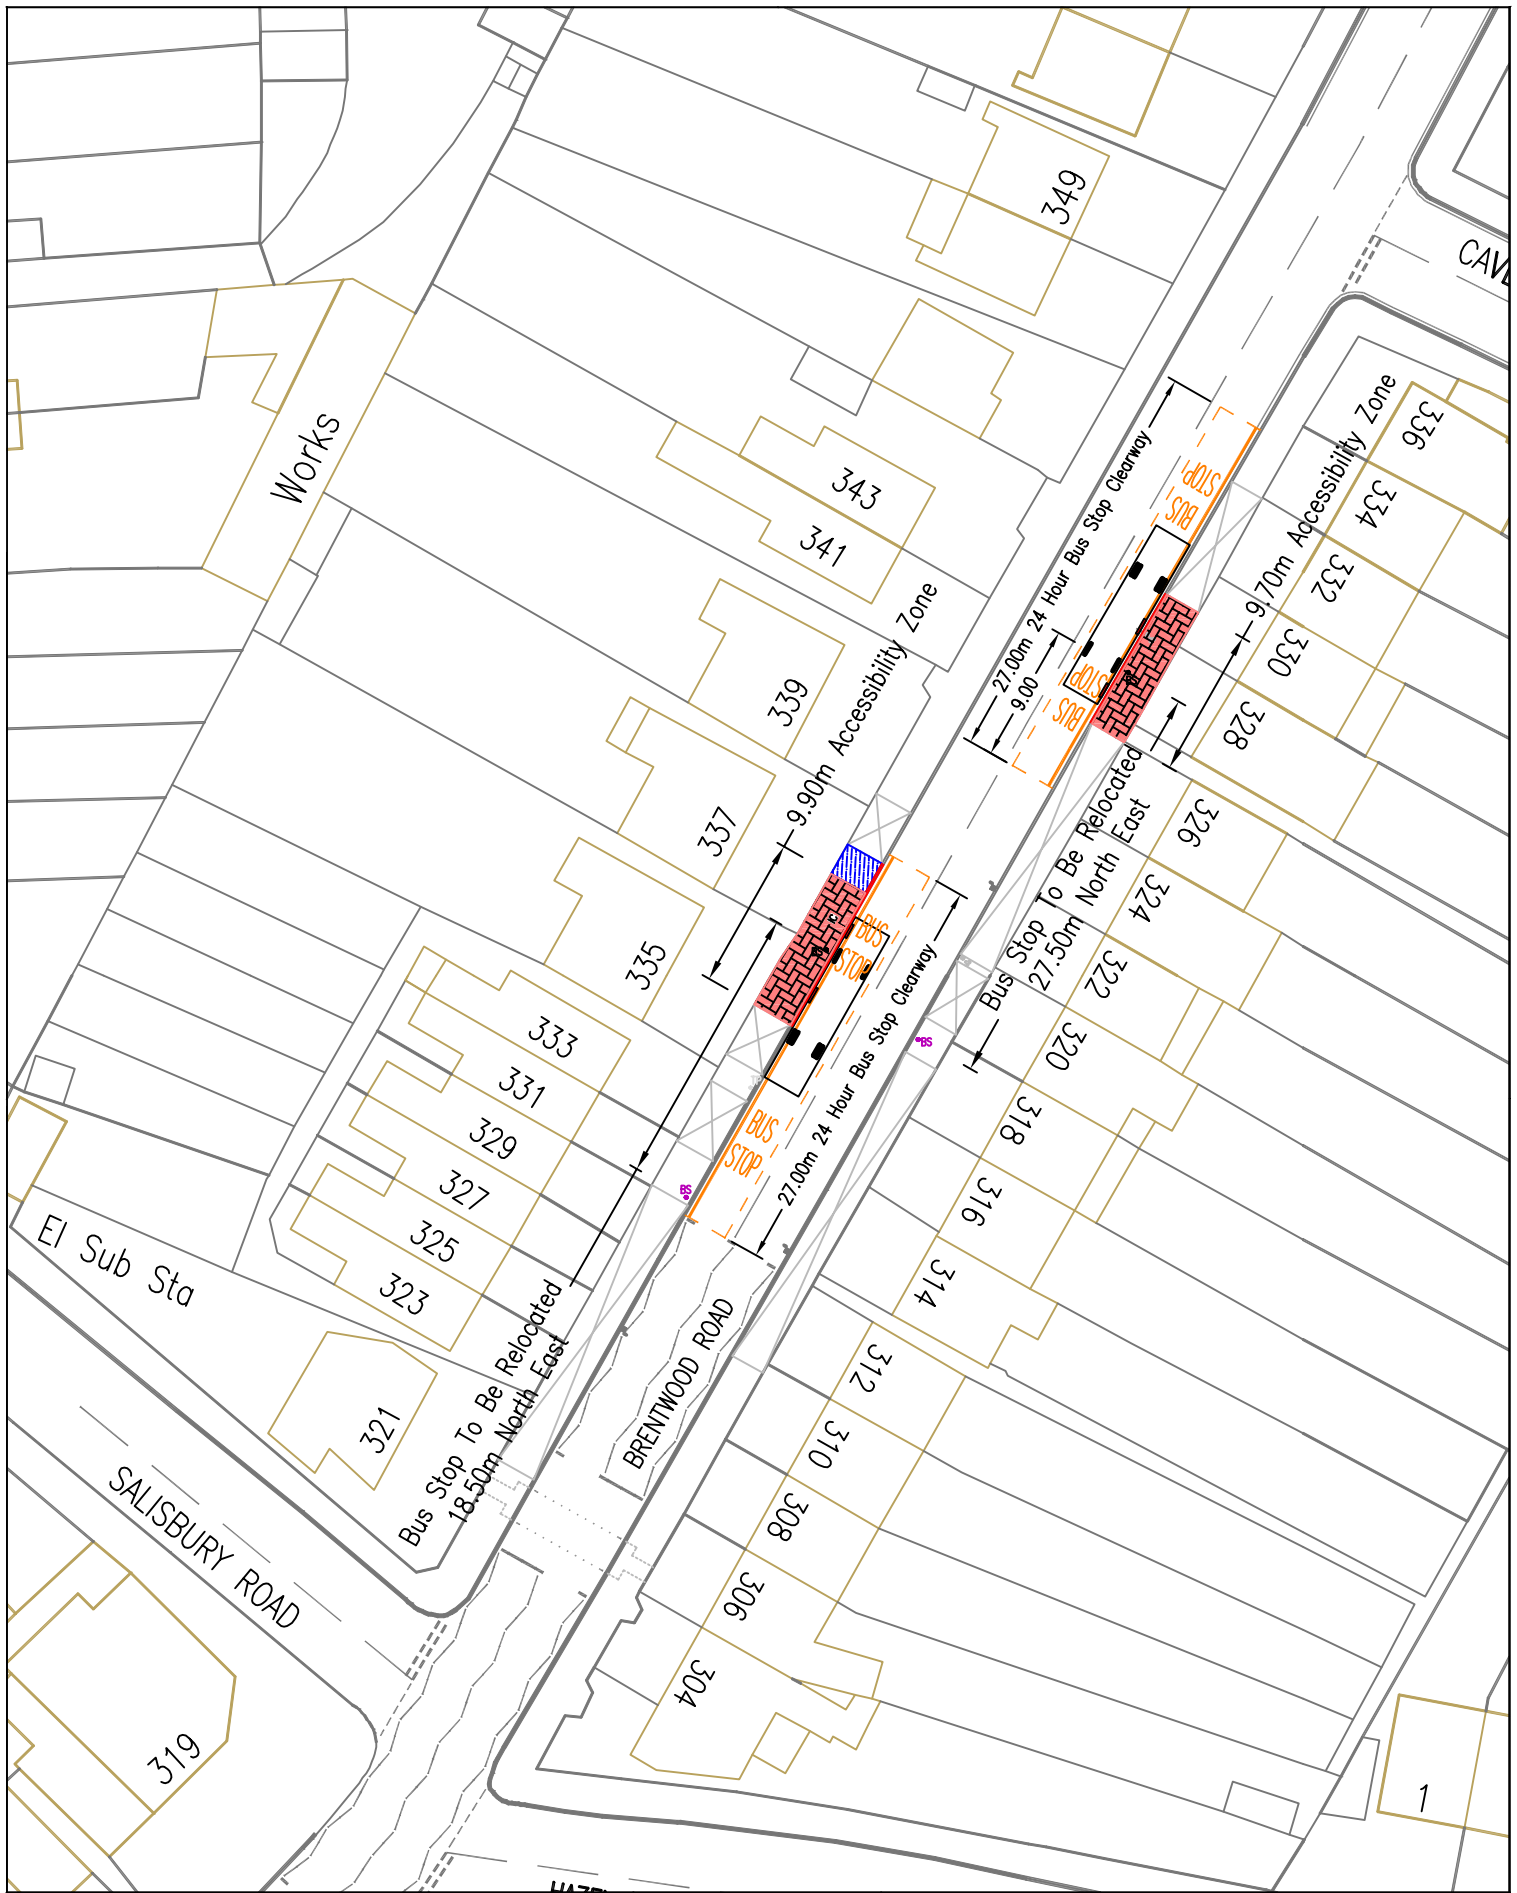 349
CAVE
Works
343
341
339
337
335
333
331
329
327
325
323
321
319
El Sub Sta
SALISBURY ROAD
BRENTWOOD ROAD
336
334
332
330
328
326
324
322
320
318
316
314
312
310
308
306
304
1
27.00m 24 Hour Bus Stop Clearway
9.00
9.70m Accessibility Zone
9.90m Accessibility Zone
27.00m 24 Hour Bus Stop Clearway
Bus Stop To Be Relocated
27.50m North East
Bus Stop To Be Relocated
18.50m North East
BUS
STOP
BUS
STOP
BUS
STOP
BUS
STOP
BS
BS